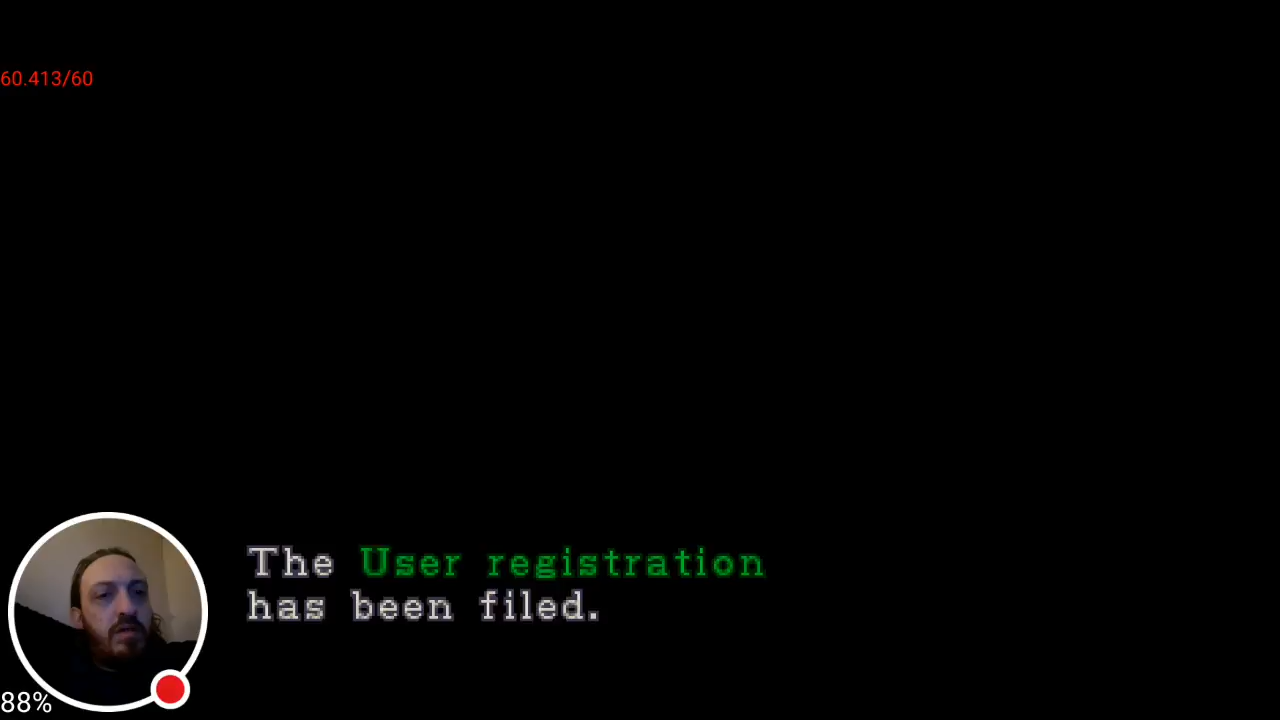 60.413/60
The User registration
has been filed.
88%